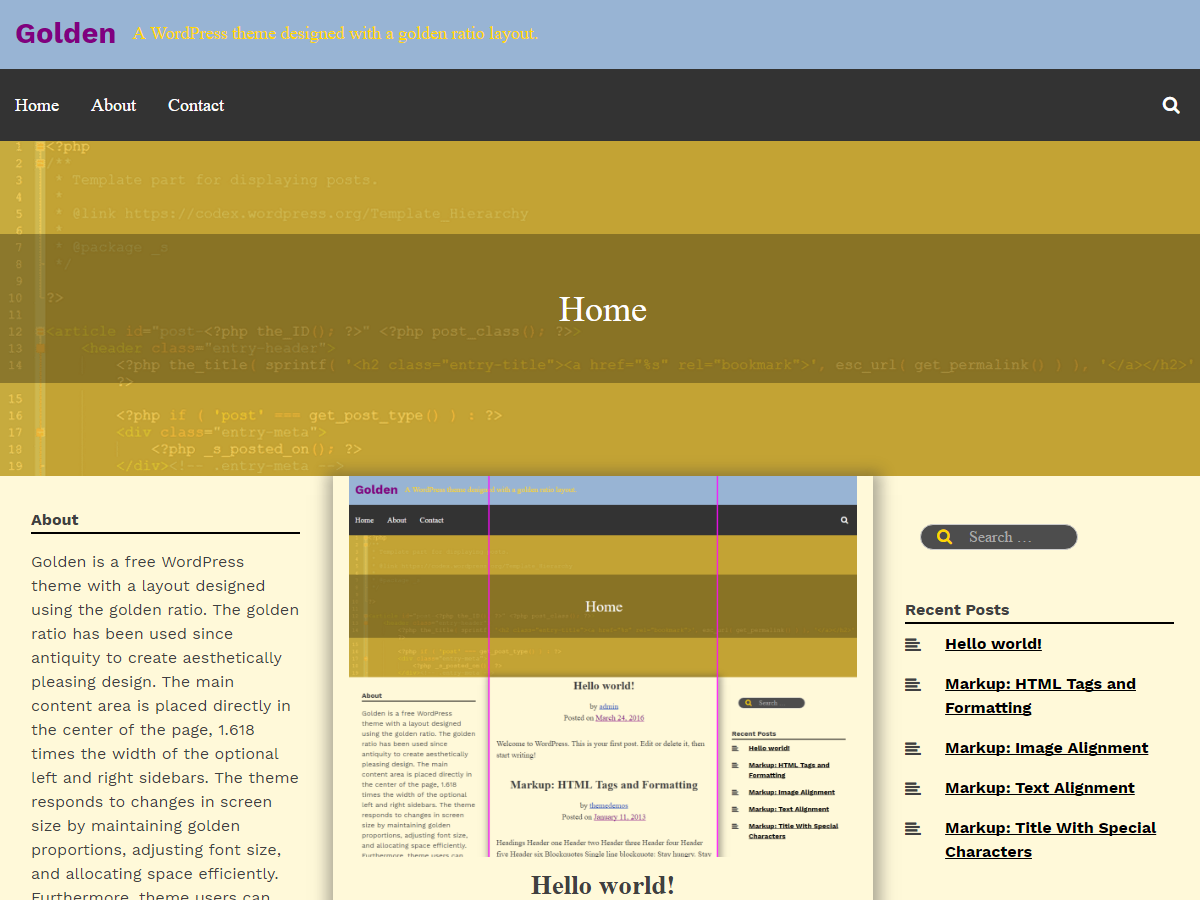 Golden
A WordPress theme designed with a golden ratio layout.
Home About Contact
1 <?php
2 /**
3 * Template part for displaying posts.
4 *
5 * @link https://codex.wordpress.org/Template_Hierarchy
6 *
7 * @package _s
8 */
9
10 ?>
11
12 <article id="post-<?php the_ID(); ?>" <?php post_class(); ?>>
13 <header class="entry-header">
14 <?php the_title( sprintf( '<h2 class="entry-title"><a href="%s" rel="bookmark">', esc_url( get_permalink() ) ), '</a></h2>'
?>
15
16 <?php if ( 'post' === get_post_type() ) : ?>
17 <div class="entry-meta">
18 <?php _s_posted_on(); ?>
19 </div><!-- .entry-meta -->
Home
About
Golden is a free WordPress
theme with a layout designed
using the golden ratio. The golden
ratio has been used since
antiquity to create aesthetically
pleasing design. The main
content area is placed directly in
the center of the page, 1.618
times the width of the optional
left and right sidebars. The theme
responds to changes in screen
size by maintaining golden
proportions, adjusting font size,
and allocating space efficiently.
Furthermore, theme users can
Golden
A WordPress theme designed with a golden ratio layout.
Home About Contact
Home
About
Golden is a free WordPress
theme with a layout designed
using the golden ratio. The golden
ratio has been used since
antiquity to create aesthetically
pleasing design. The main
content area is placed directly in
the center of the page, 1.618
times the width of the optional
left and right sidebars. The theme
responds to changes in screen
size by maintaining golden
proportions, adjusting font size,
and allocating space efficiently.
Furthermore, theme users can
Hello world!
by admin
Posted on March 24, 2016
Welcome to WordPress. This is your first post. Edit or delete it, then
start writing!
Markup: HTML Tags and Formatting
by themedemos
Posted on January 11, 2013
Headings Header one Header two Header three Header four Header
five Header six Blockquotes Single line blockquote: Stay hungry. Stay
Search …
Recent Posts
Hello world!
Markup: HTML Tags and
Formatting
Markup: Image Alignment
Markup: Text Alignment
Markup: Title With Special
Characters
Hello world!
Search …
Recent Posts
Hello world!
Markup: HTML Tags and
Formatting
Markup: Image Alignment
Markup: Text Alignment
Markup: Title With Special
Characters